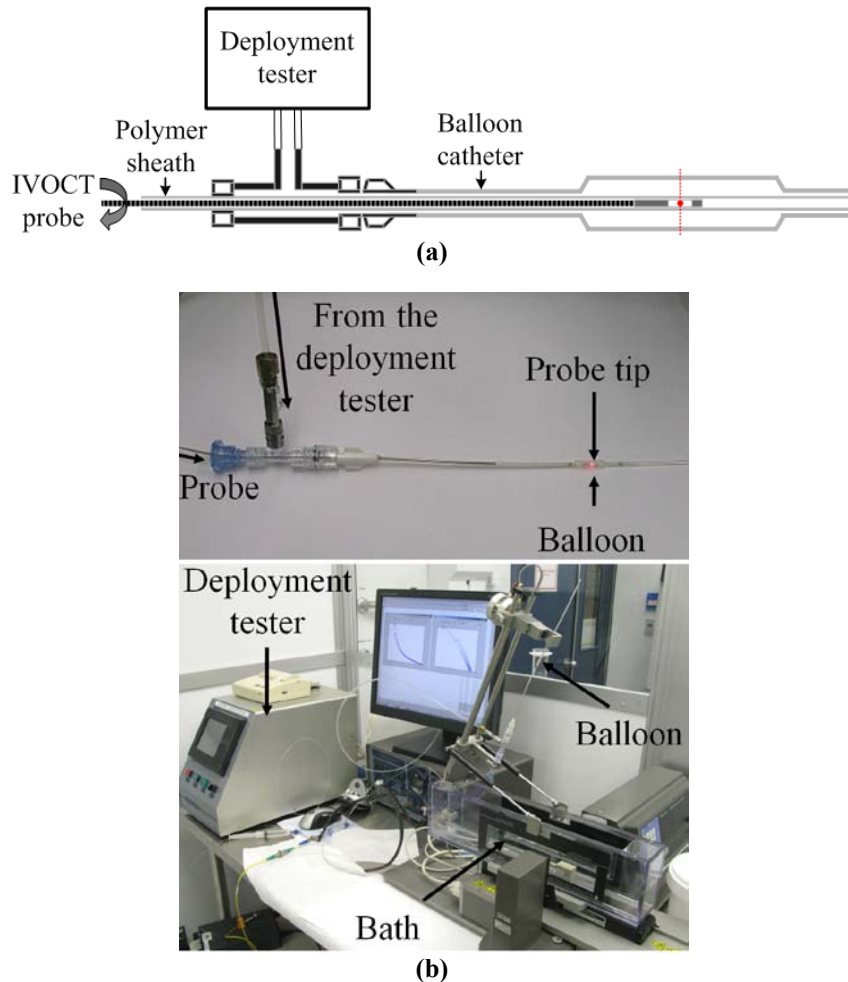 Deployment
tester
Polymer
sheath
Balloon
catheter
IVOCT
probe
(a)
From the
deployment
tester
Probe tip
Probe
Balloon
Deployment
tester
Balloon
Bath
(b)